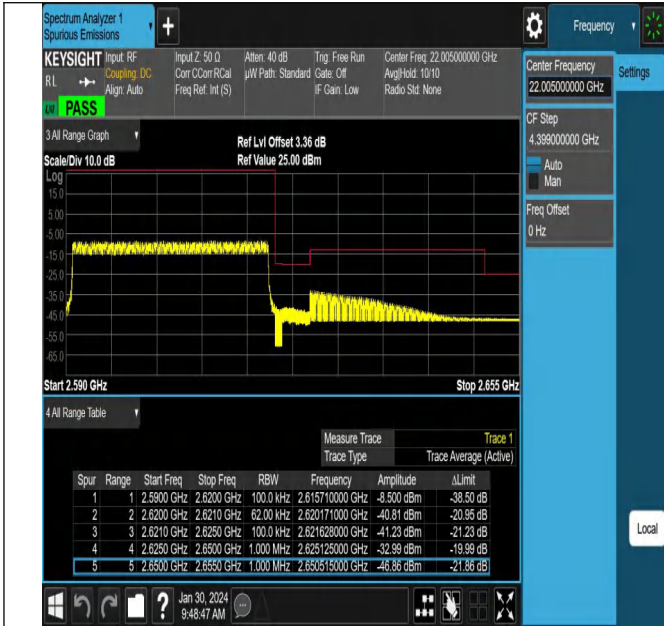 Spectrum Analyzer 1
Spurious Emissions
Frequency
KEYSIGHT Input: RF Input Z: 50 Ω Atten: 40 dB Trig: Free Run Center Freq: 22.005000000 GHz
RL Coupling: DC Corr CCorr RCal µW Path: Standard Gate: Off Avg|Hold: 10/10
Align: Auto Freq Ref: Int (S) IF Gain: Low Radio Std: None
PASS
Center Frequency
22.005000000 GHz
Settings
CF Step
4.399000000 GHz
Auto
Man
Freq Offset
0 Hz
3 All Range Graph
Ref Lvl Offset 3.36 dB
Scale/Div 10.0 dB Ref Value 25.00 dBm
Log
15.0
5.00
-5.00
-15.0
-25.0
-35.0
-45.0
-55.0
-65.0
Start 2.590 GHz Stop 2.655 GHz
4 All Range Table
Measure Trace Trace 1
Trace Type Trace Average (Active)
Spur Range Start Freq Stop Freq RBW Frequency Amplitude ΔLimit
1 1 2.5900 GHz 2.6200 GHz 100.0 kHz 2.615710000 GHz -8.500 dBm -38.50 dB
2 2 2.6200 GHz 2.6210 GHz 62.00 kHz 2.620171000 GHz -40.81 dBm -20.95 dB
3 3 2.6210 GHz 2.6250 GHz 100.0 kHz 2.621628000 GHz -41.23 dBm -21.23 dB
4 4 2.6250 GHz 2.6500 GHz 1.000 MHz 2.625125000 GHz -32.99 dBm -19.99 dB
5 5 2.6500 GHz 2.6550 GHz 1.000 MHz 2.650515000 GHz -46.86 dBm -21.86 dB
Local
Jan 30, 2024
9:48:47 AM